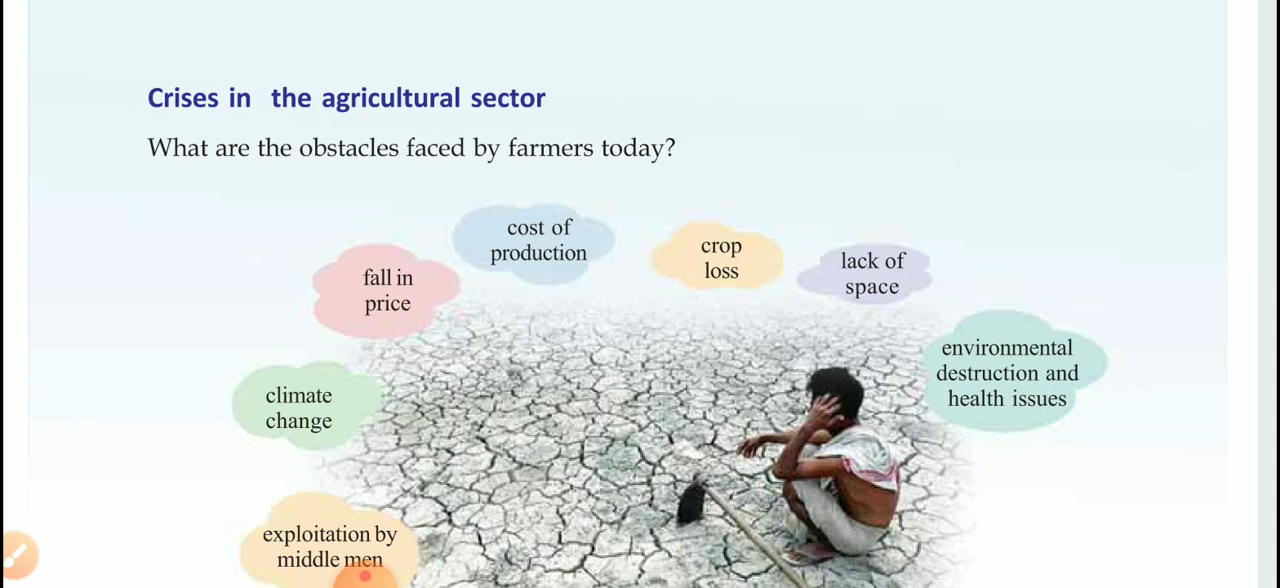 Crises in the agricultural sector
What are the obstacles faced by farmers today?
cost of
production
crop
loss
lack of
space
fall in
price
environmental
destruction and
health issues
climate
change
exploitation by
middle men